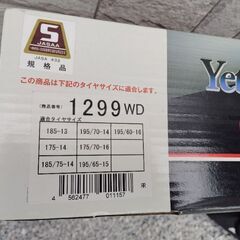 S
JASAA
規格品
Ye
この商品は下記のタイヤサイズに適合します。
商品番号 1299WD
適合タイヤサイズ
185-13 195/70-14 195/60-16
175-14 175/70-16
185/75-14 195/65-15
4 562477 011157